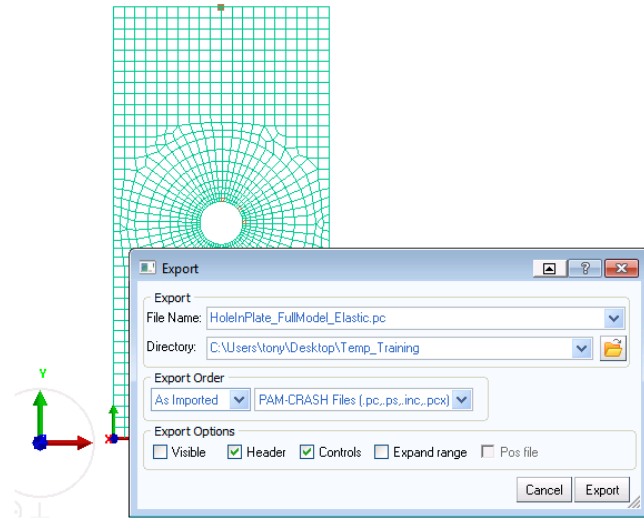 Export
Export
File Name: HoleInPlate_FullModel_Elastic.pc
Directory: C:\Users\tony\Desktop\Temp_Training
Export Order
As Imported PAM-CRASH Files (.pc,.ps,.inc,.pcx)
Export Options
Visible Header Controls Expand range Pos file
Cancel Export
Y
X